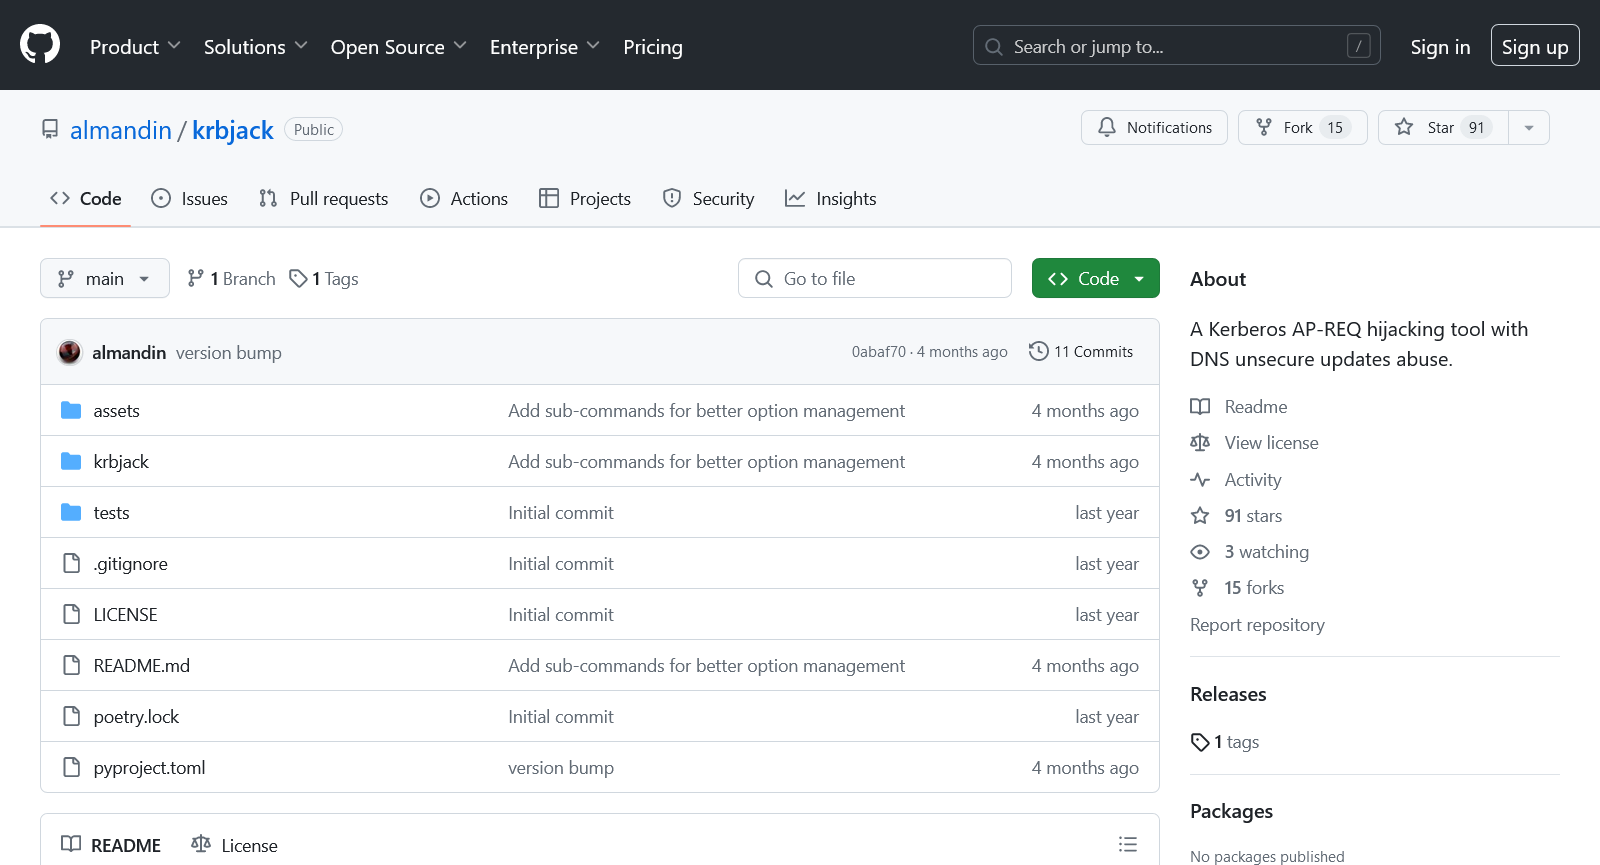 Product Solutions Open Source Enterprise Pricing Search or jump to... / Sign in Sign up
almandin / krbjack Public Notifications Fork 15 Star 91
Code Issues Pull requests Actions Projects Security Insights
main 1 Branch 1 Tags Go to file Code
almandin version bump 0abaf70 · 4 months ago 11 Commits
assets Add sub-commands for better option management 4 months ago
krbjack Add sub-commands for better option management 4 months ago
tests Initial commit last year
.gitignore Initial commit last year
LICENSE Initial commit last year
README.md Add sub-commands for better option management 4 months ago
poetry.lock Initial commit last year
pyproject.toml version bump 4 months ago
README License
About
A Kerberos AP-REQ hijacking tool with
DNS unsecure updates abuse.
Readme
View license
Activity
91 stars
3 watching
15 forks
Report repository
Releases
1 tags
Packages
No packages published